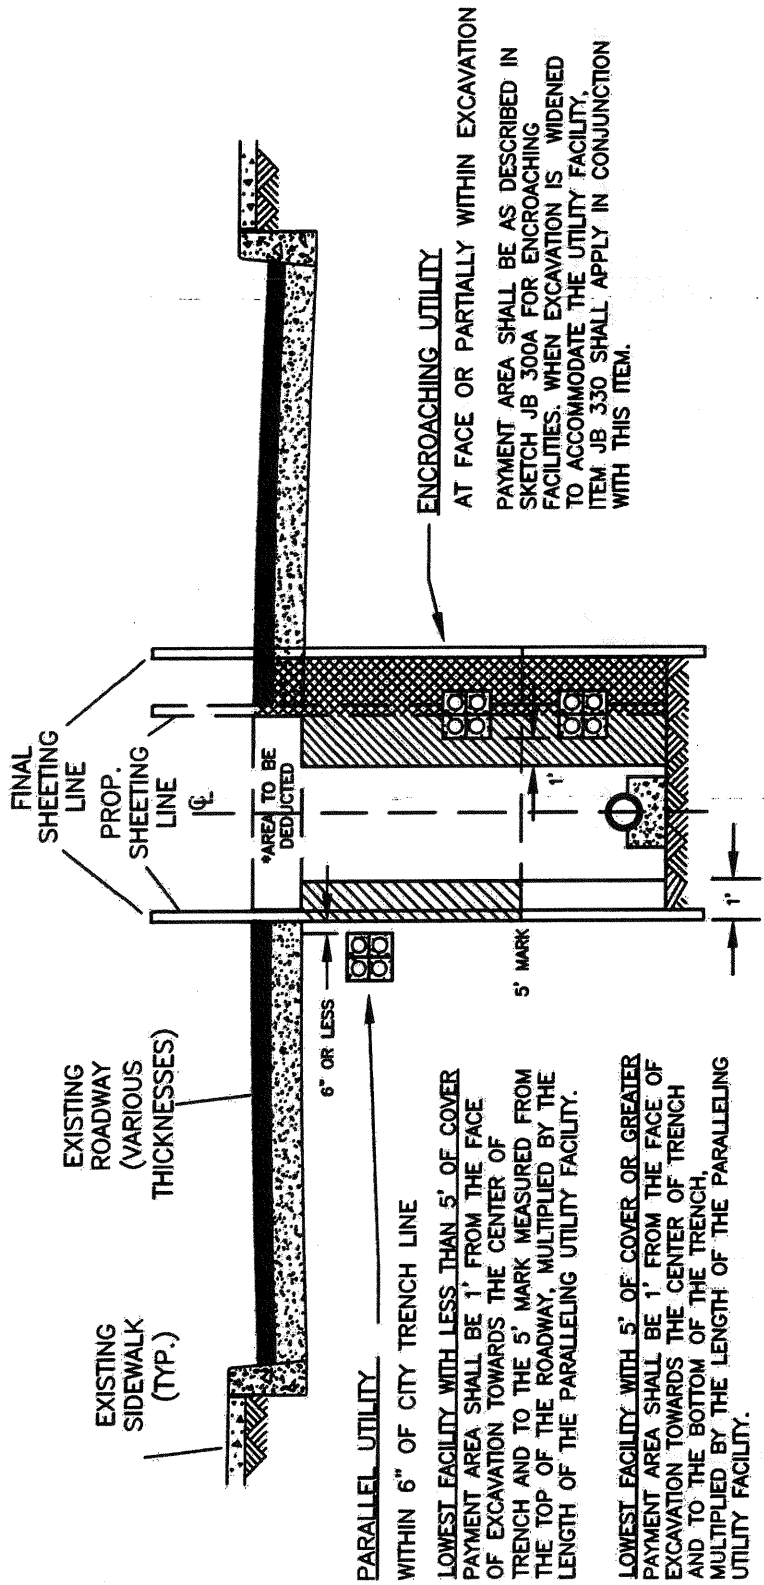 FINAL
SHEETING
LINE
PROP.
SHEETING
LINE
EXISTING
ROADWAY
(VARIOUS
THICKNESSES)
EXISTING
SIDEWALK
(TYP.)
℄
*AREA TO BE
DEDUCTED
6" OR LESS
5' MARK
1'
1'
PARALLEL UTILITY
WITHIN 6" OF CITY TRENCH LINE
LOWEST FACILITY WITH LESS THAN 5' OF COVER
PAYMENT AREA SHALL BE 1' FROM THE FACE
OF EXCAVATION TOWARDS THE CENTER OF
TRENCH AND TO THE 5' MARK MEASURED FROM
THE TOP OF THE ROADWAY, MULTIPLIED BY THE
LENGTH OF THE PARALLELING UTILITY FACILITY.
LOWEST FACILITY WITH 5' OF COVER OR GREATER
PAYMENT AREA SHALL BE 1' FROM THE FACE OF
EXCAVATION TOWARDS THE CENTER OF TRENCH
AND TO THE BOTTOM OF THE TRENCH,
MULTIPLIED BY THE LENGTH OF THE PARALLELING
UTILITY FACILITY.
ENCROACHING UTILITY
AT FACE OR PARTIALLY WITHIN EXCAVATION
PAYMENT AREA SHALL BE AS DESCRIBED IN
SKETCH JB 300A FOR ENCROACHING
FACILITIES. WHEN EXCAVATION IS WIDENED
TO ACCOMMODATE THE UTILITY FACILITY,
ITEM JB 330 SHALL APPLY IN CONJUNCTION
WITH THIS ITEM.